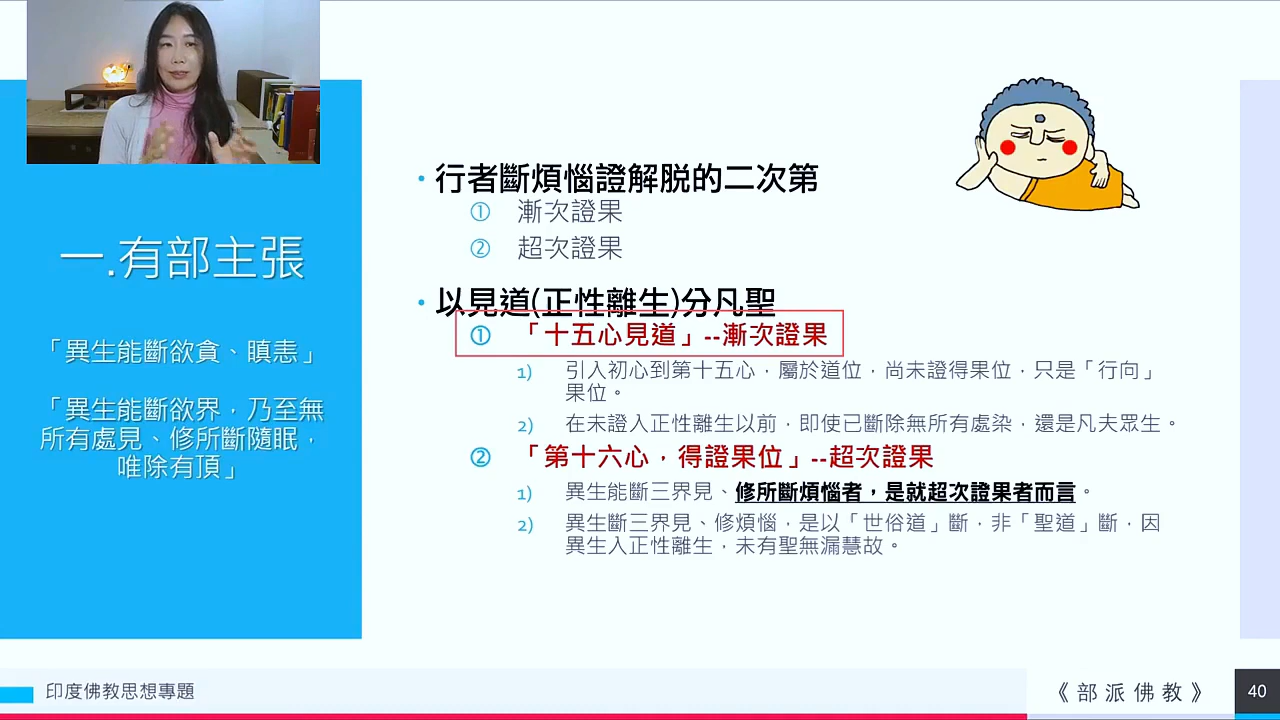 一.有部主張
「異生能斷欲貪、瞋恚」
「異生能斷欲界，乃至無
所有處見、修所斷隨眠，
唯除有頂」
• 行者斷煩惱證解脱的二次第
① 漸次證果
② 超次證果
• 以見道(正性離生)分凡聖
① 「十五心見道」--漸次證果
1) 引入初心到第十五心，屬於道位，尚未證得果位，只是「行向」
果位。
2) 在未證入正性離生以前，即使已斷除無所有處染，還是凡夫眾生。
② 「第十六心，得證果位」--超次證果
1) 異生能斷三界見、修所斷煩惱者，是就超次證果者而言。
2) 異生斷三界見、修煩惱，是以「世俗道」斷，非「聖道」斷，因
異生入正性離生，未有聖無漏慧故。
印度佛教思想專題
《部派佛教》
40